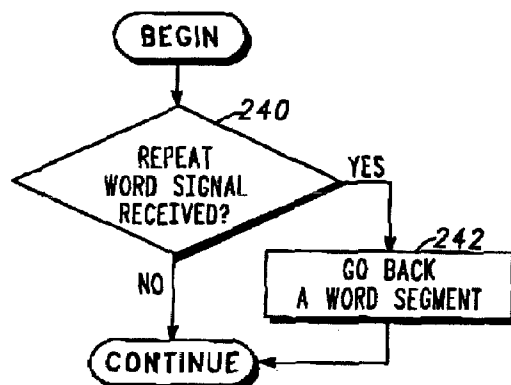 BEGIN
240
REPEAT
WORD SIGNAL
RECEIVED?
YES
242
GO BACK
A WORD SEGMENT
NO
CONTINUE